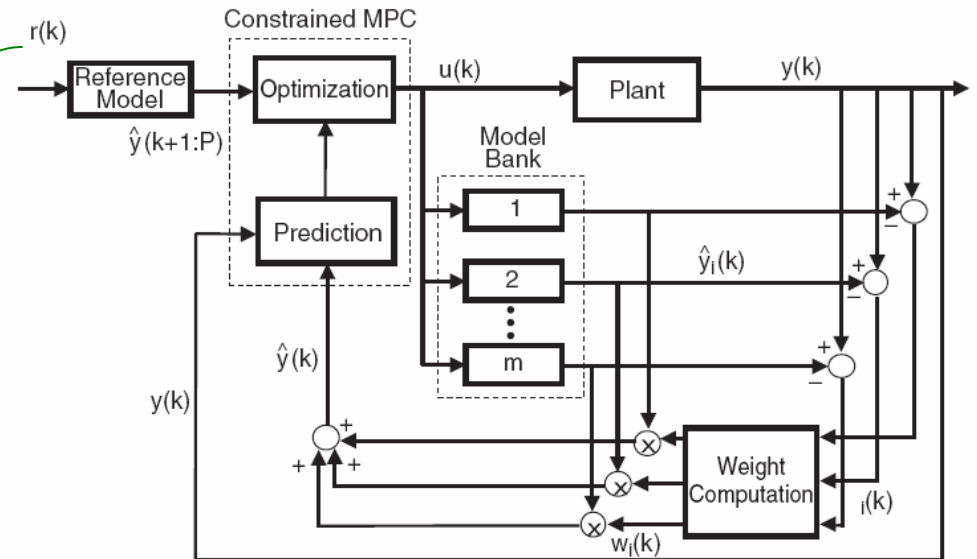 Constrained MPC
r(k)
Reference
Model
Optimization
u(k)
Plant
y(k)
ŷ(k+1:P)
Model
Bank
Prediction
1
+
−
2
ŷi(k)
+
−
m
+
−
ŷ(k)
y(k)
+
+
+
x
x
x
Weight
Computation
i(k)
wi(k)